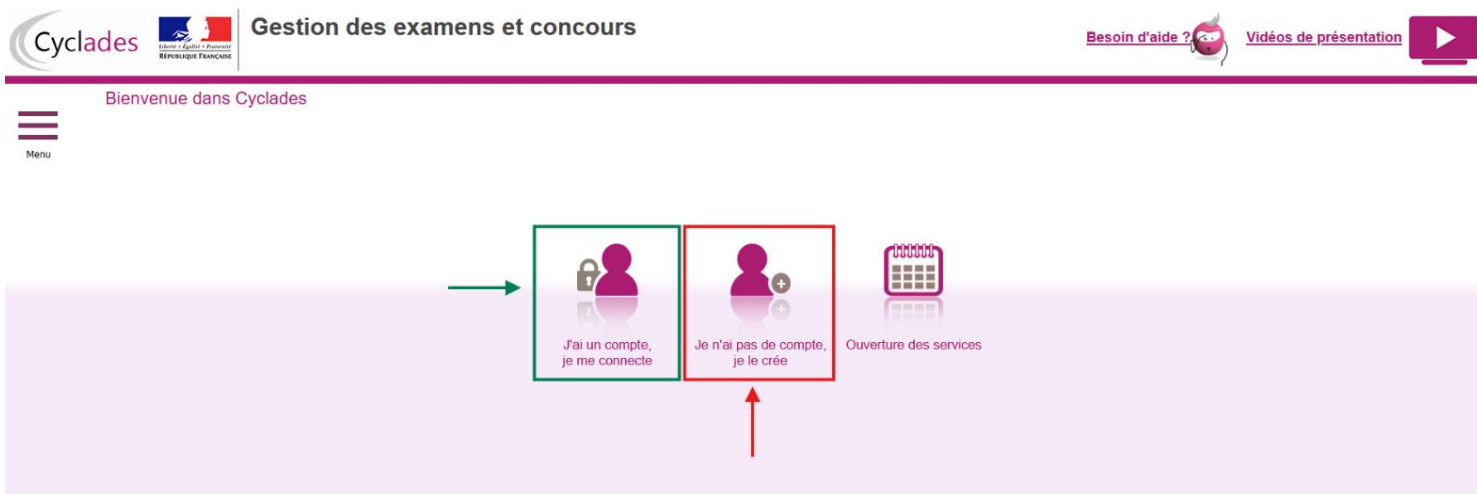 Cyclades
Liberté • Égalité • Fraternité
RÉPUBLIQUE FRANÇAISE
Gestion des examens et concours
Besoin d'aide ?
Vidéos de présentation
Bienvenue dans Cyclades
Menu
J'ai un compte,
je me connecte
Je n'ai pas de compte,
je le crée
Ouverture des services